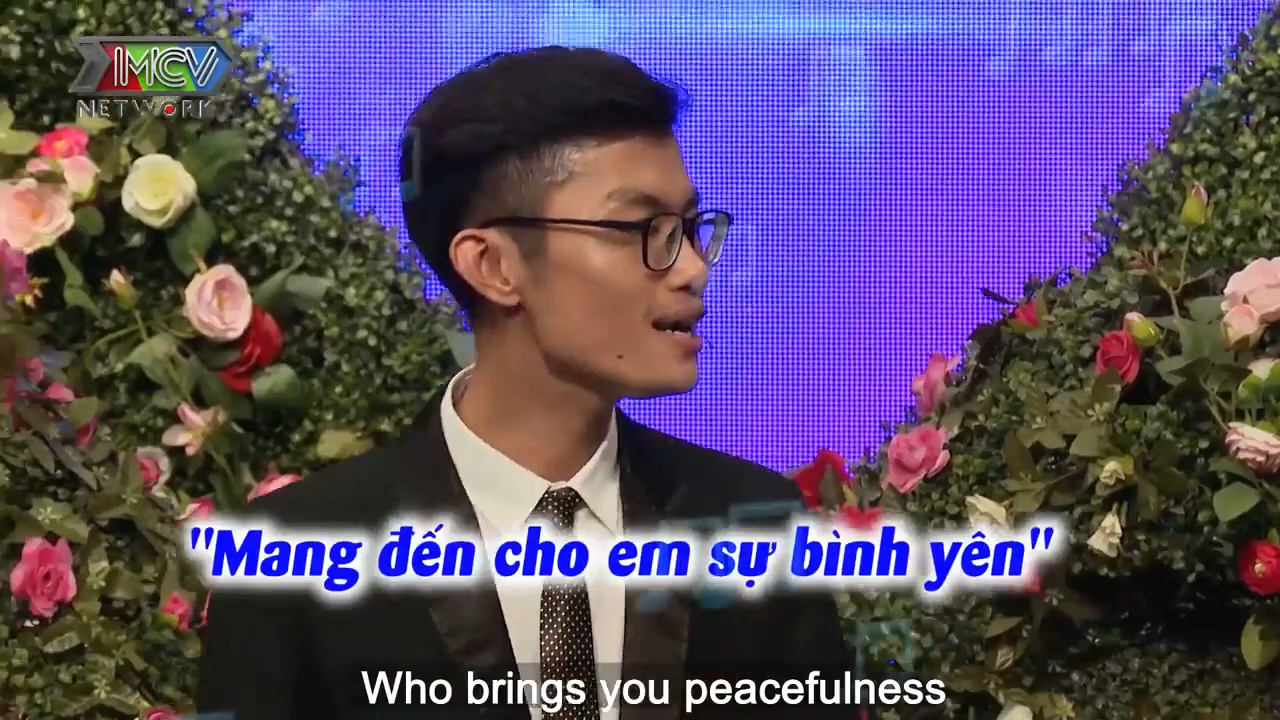 MCV
NETWORK
"Mang đến cho em sự bình yên"
Who brings you peacefulness